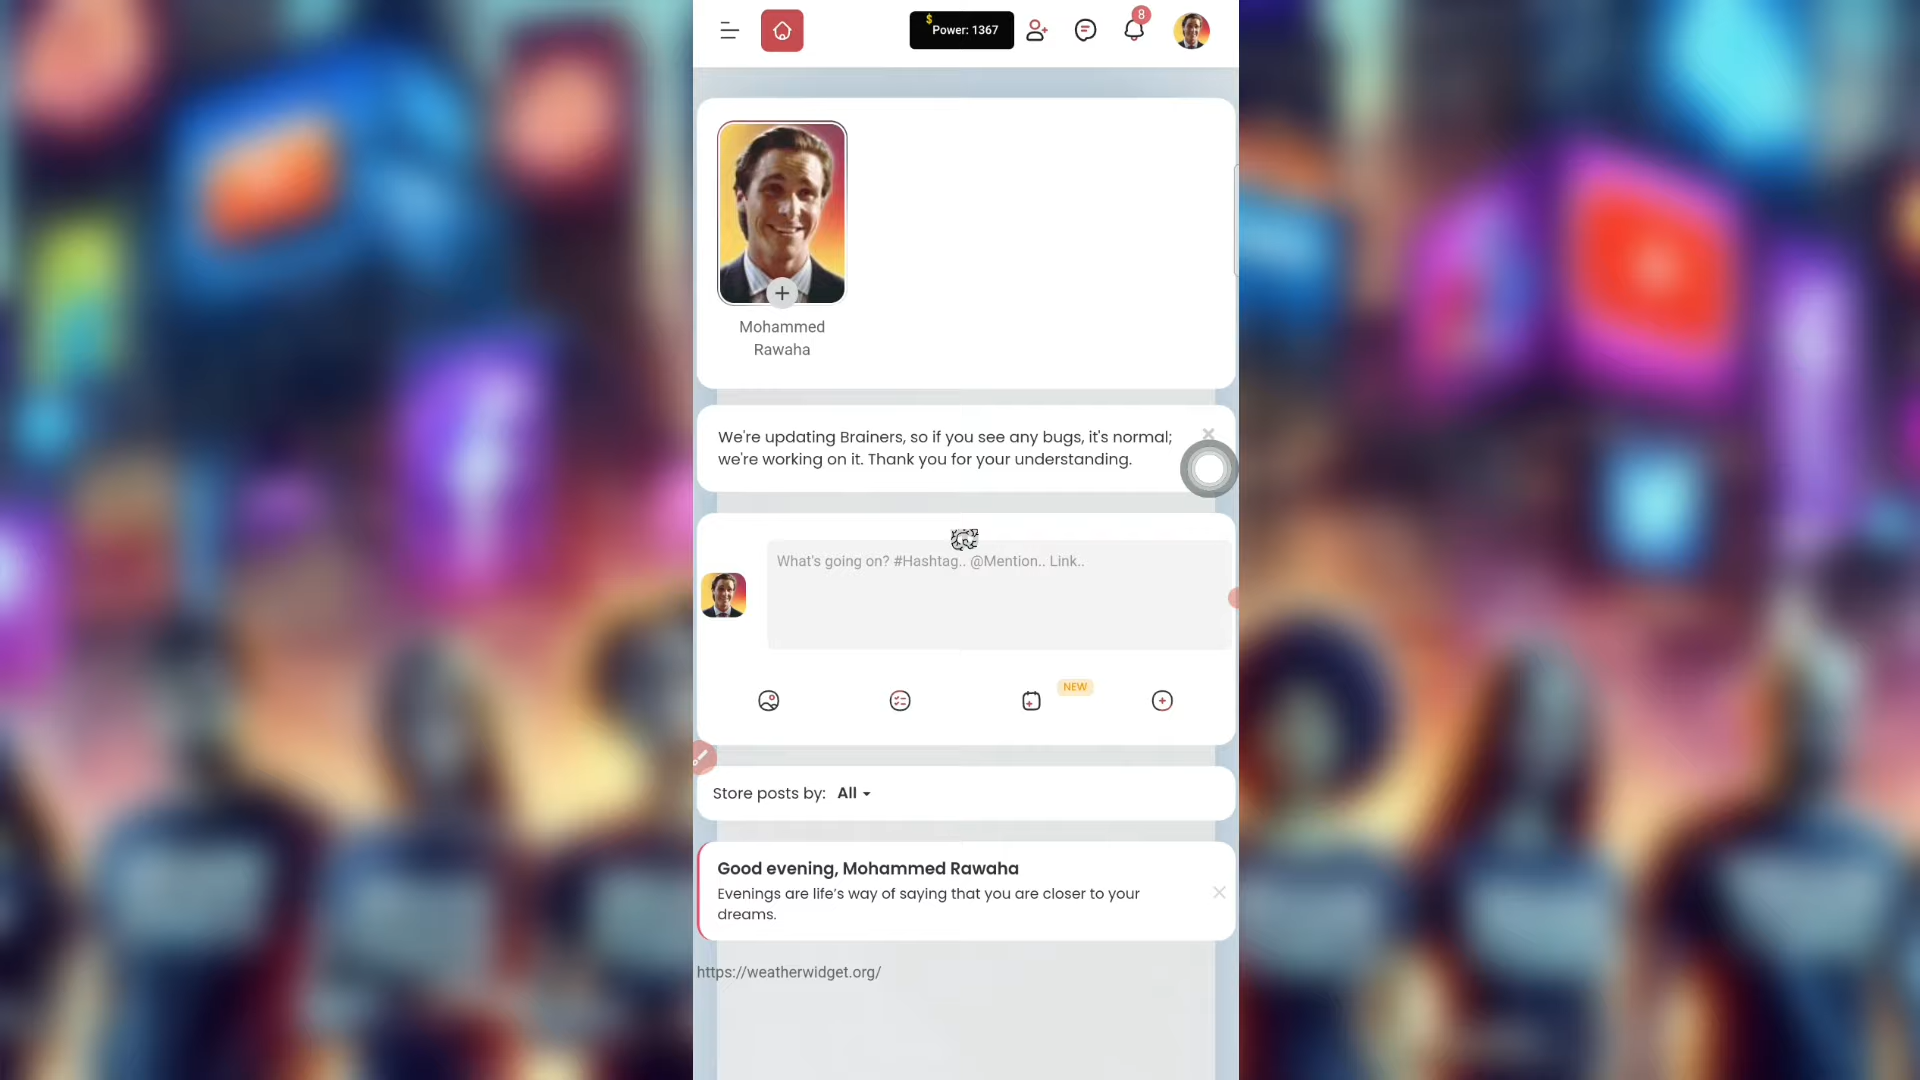 $
Power: 1367
8
Mohammed
Rawaha
We're updating Brainers, so if you see any bugs, it's normal;
we're working on it. Thank you for your understanding.
What's going on? #Hashtag.. @Mention.. Link..
NEW
Store posts by: All
Good evening, Mohammed Rawaha
Evenings are life’s way of saying that you are closer to your
dreams.
https://weatherwidget.org/